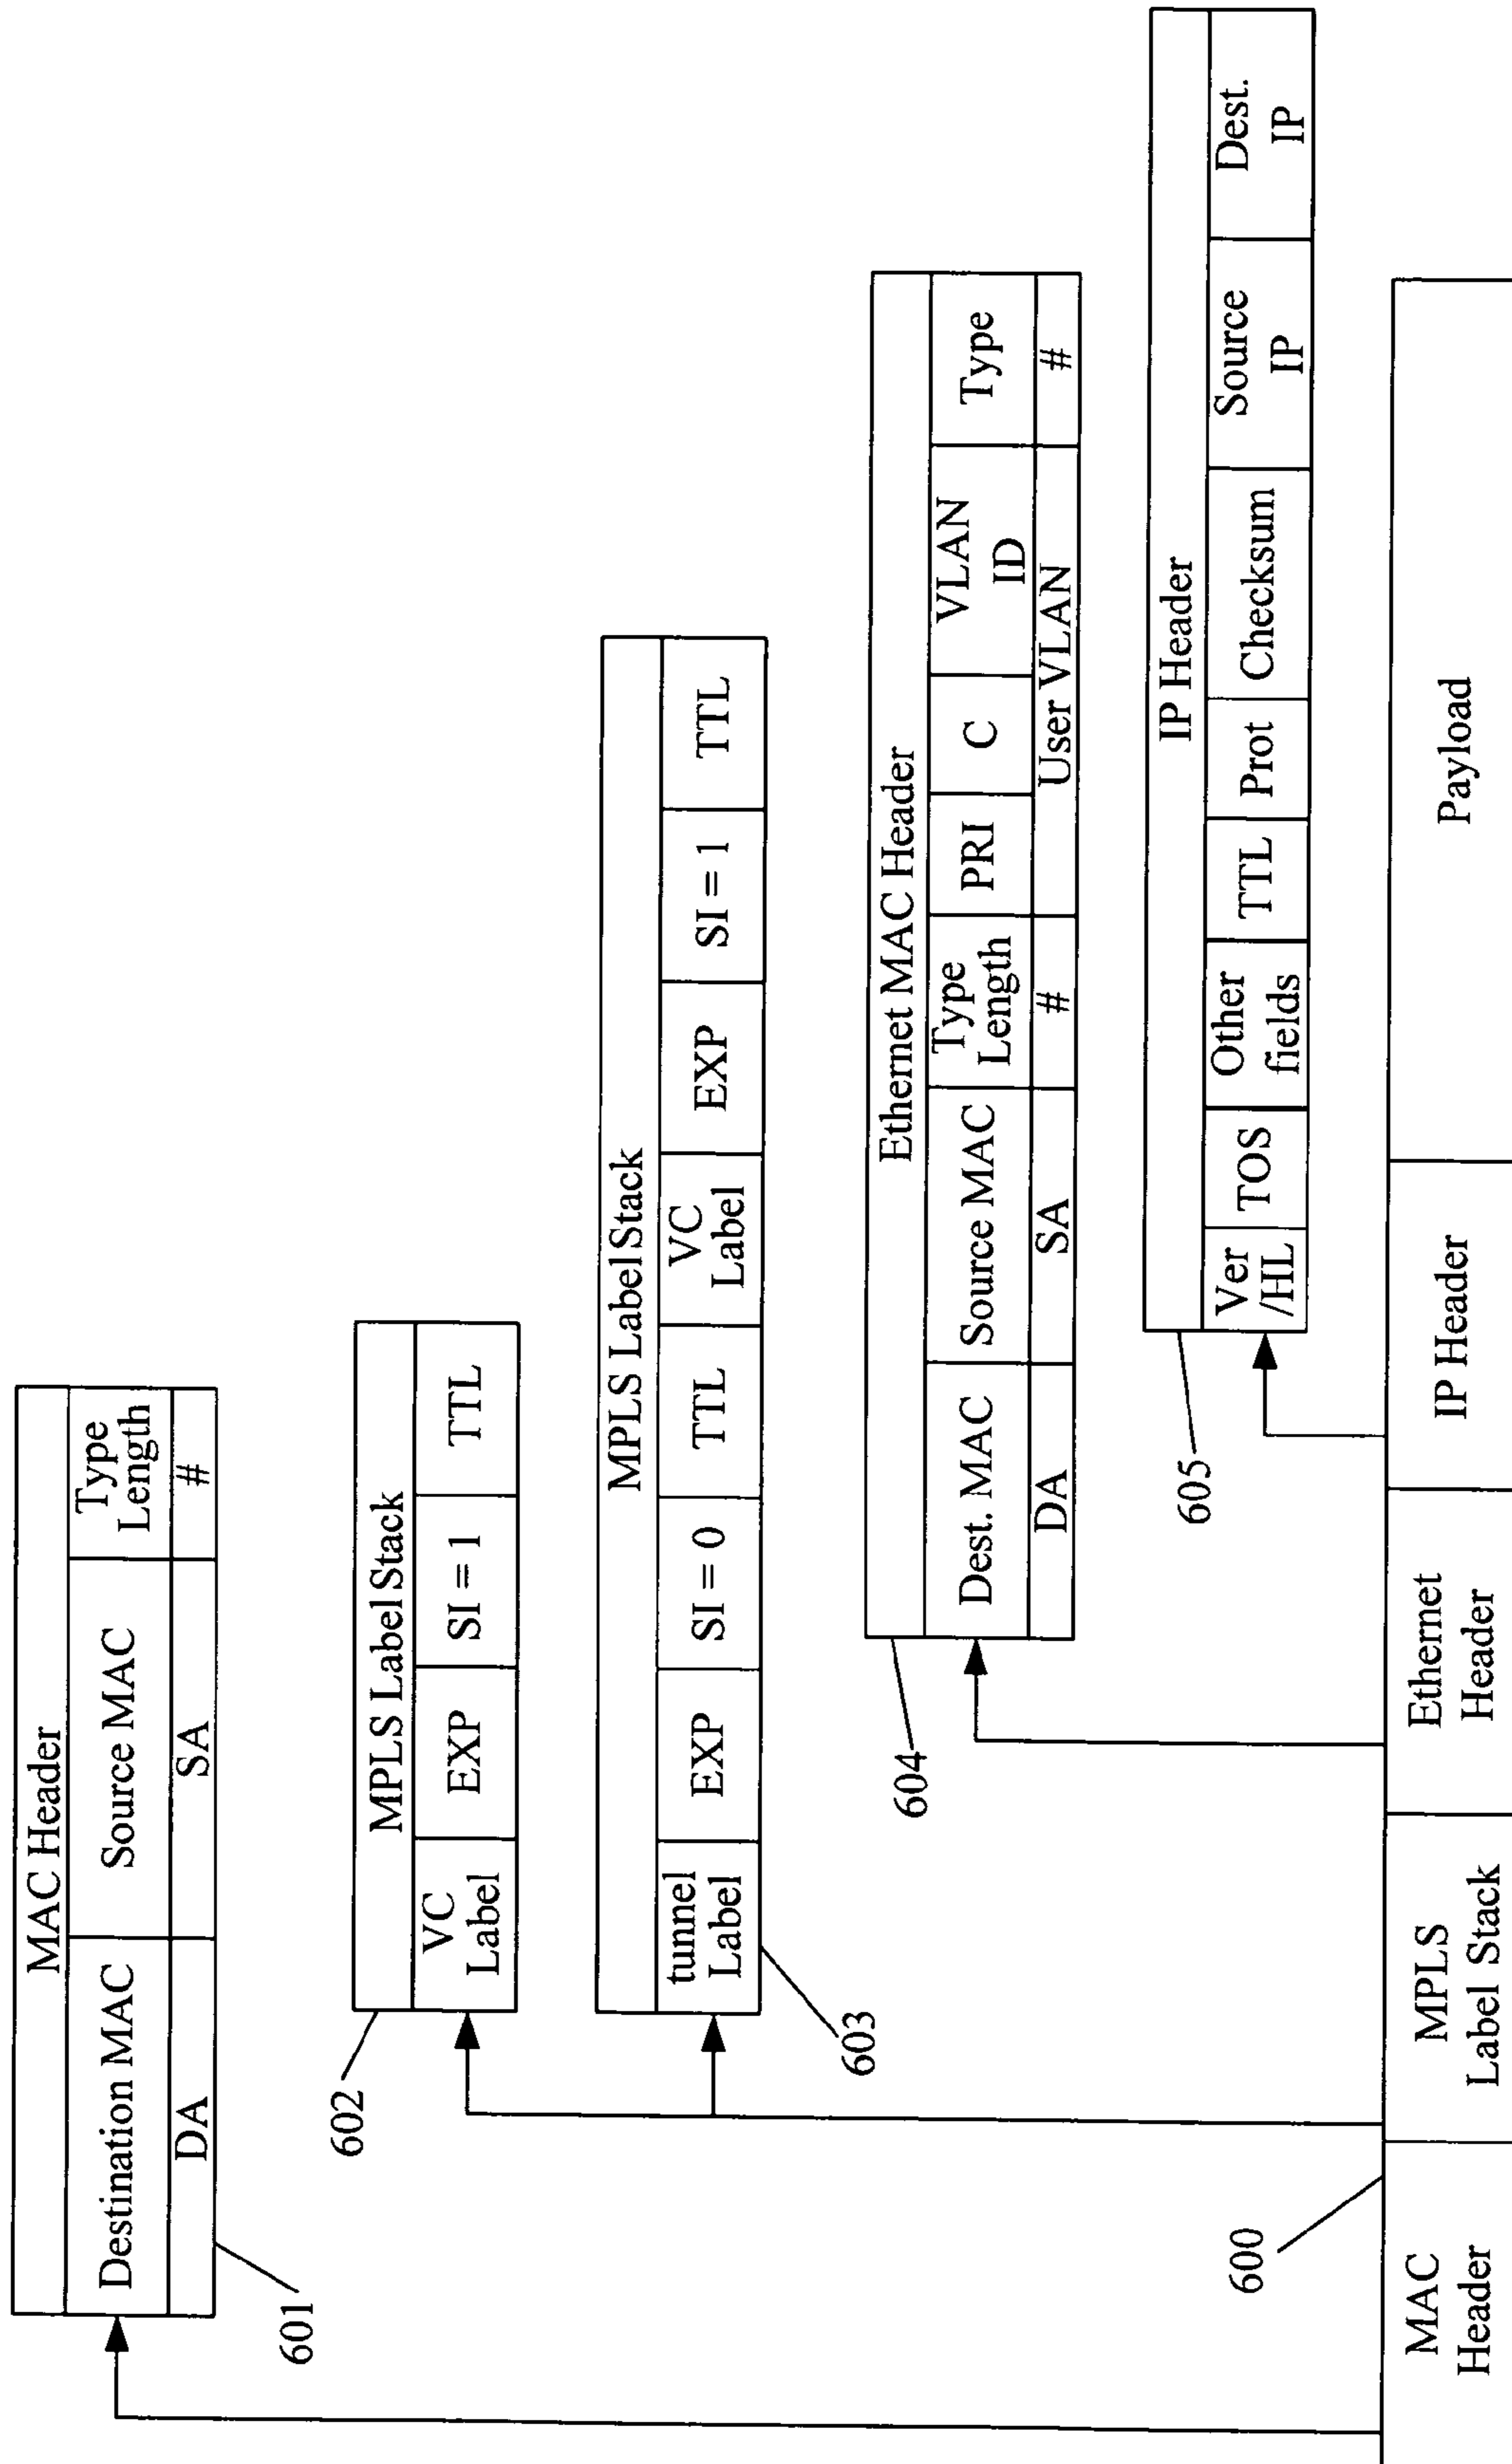 MAC Header
Destination MAC
Source MAC
Type
Length
DA
SA
#
601
MPLS Label Stack
VC
Label
EXP
SI = 1
TTL
602
MPLS Label Stack
tunnel
Label
EXP
SI = 0
TTL
VC
Label
EXP
SI = 1
TTL
603
Ethernet MAC Header
Dest. MAC
Source MAC
Type
Length
PRI
C
VLAN
ID
Type
DA
SA
#
User VLAN
#
604
IP Header
Ver
/HL
TOS
Other
fields
TTL
Prot
Checksum
Source
IP
Dest.
IP
605
600
MAC
Header
MPLS
Label Stack
Ethernet
Header
IP Header
Payload